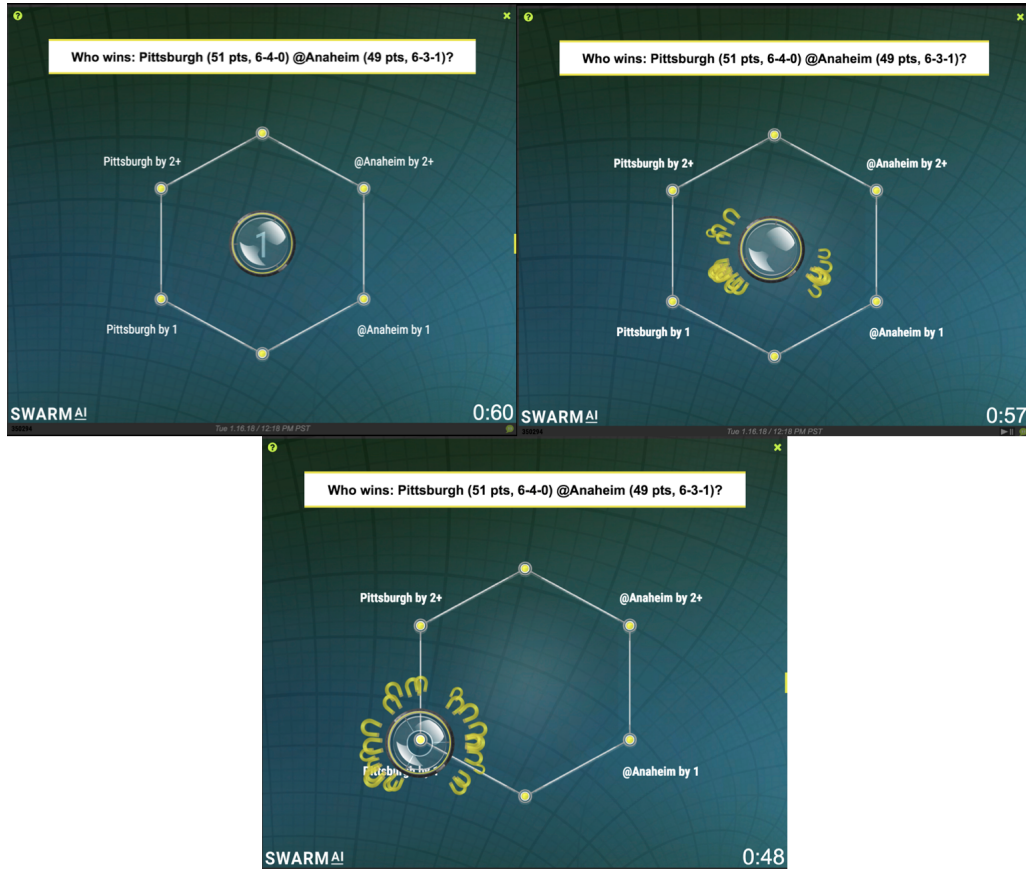 ?
×
Who wins: Pittsburgh (51 pts, 6-4-0) @Anaheim (49 pts, 6-3-1)?
Pittsburgh by 2+
@Anaheim by 2+
1
Pittsburgh by 1
@Anaheim by 1
SWARM AI
0:60
Tue 1.16.18 / 12:18 PM PST
?
×
Who wins: Pittsburgh (51 pts, 6-4-0) @Anaheim (49 pts, 6-3-1)?
Pittsburgh by 2+
@Anaheim by 2+
Pittsburgh by 1
@Anaheim by 1
SWARM AI
0:57
Tue 1.16.18 / 12:18 PM PST
?
×
Who wins: Pittsburgh (51 pts, 6-4-0) @Anaheim (49 pts, 6-3-1)?
Pittsburgh by 2+
@Anaheim by 2+
Pittsburgh by 1
@Anaheim by 1
SWARM AI
0:48